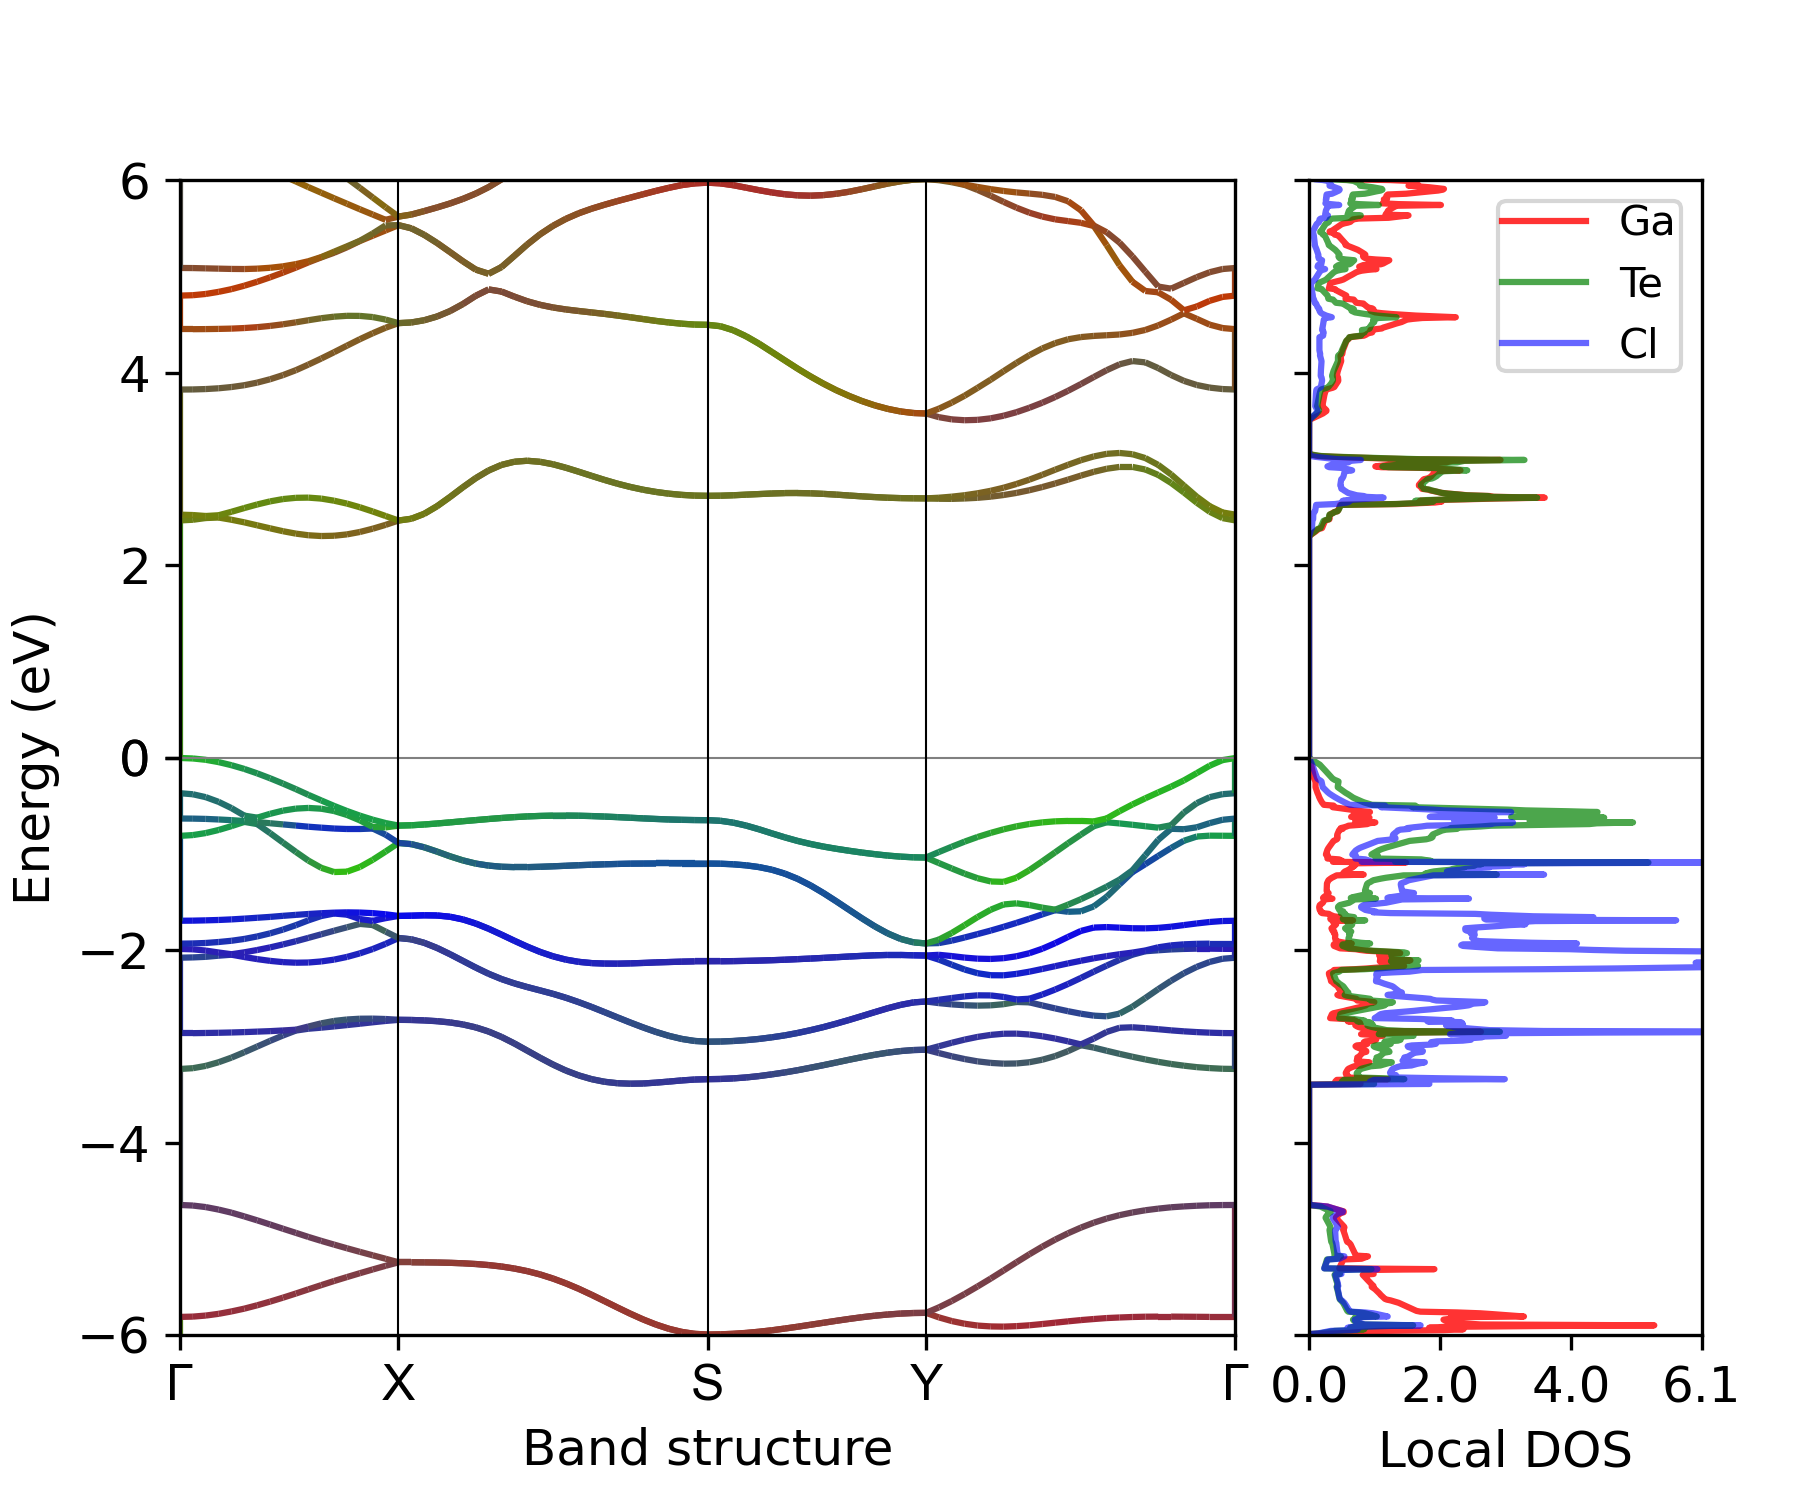 6
4
2
0
−2
−4
−6
Energy (eV)
Γ X S Y Γ
Band structure
Ga
Te
Cl
0.0 2.0 4.0 6.1
Local DOS